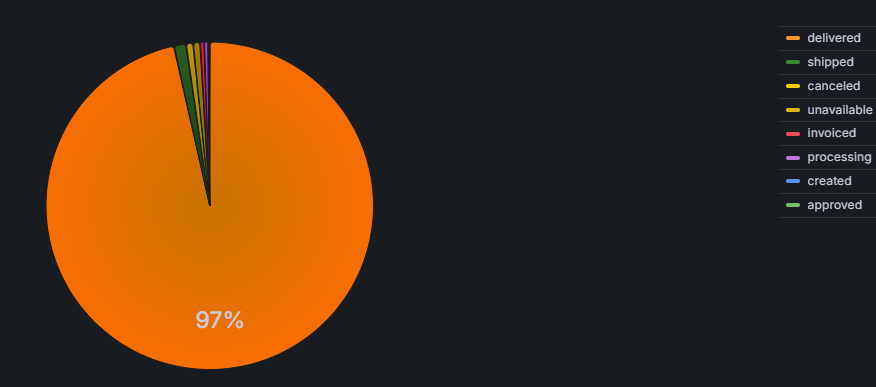 delivered
shipped
canceled
unavailable
invoiced
processing
created
approved
97%